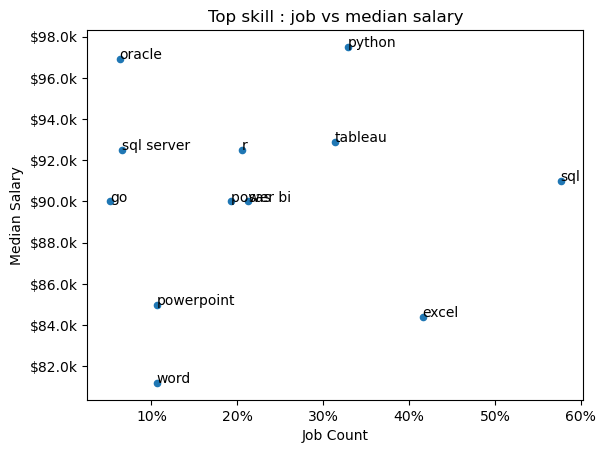 Top skill : job vs median salary
$98.0k
$96.0k
$94.0k
$92.0k
$90.0k
$88.0k
$86.0k
$84.0k
$82.0k
Median Salary
python
oracle
tableau
sql server
r
sql
go
power bi
sas
powerpoint
excel
word
10%
20%
30%
40%
50%
60%
Job Count